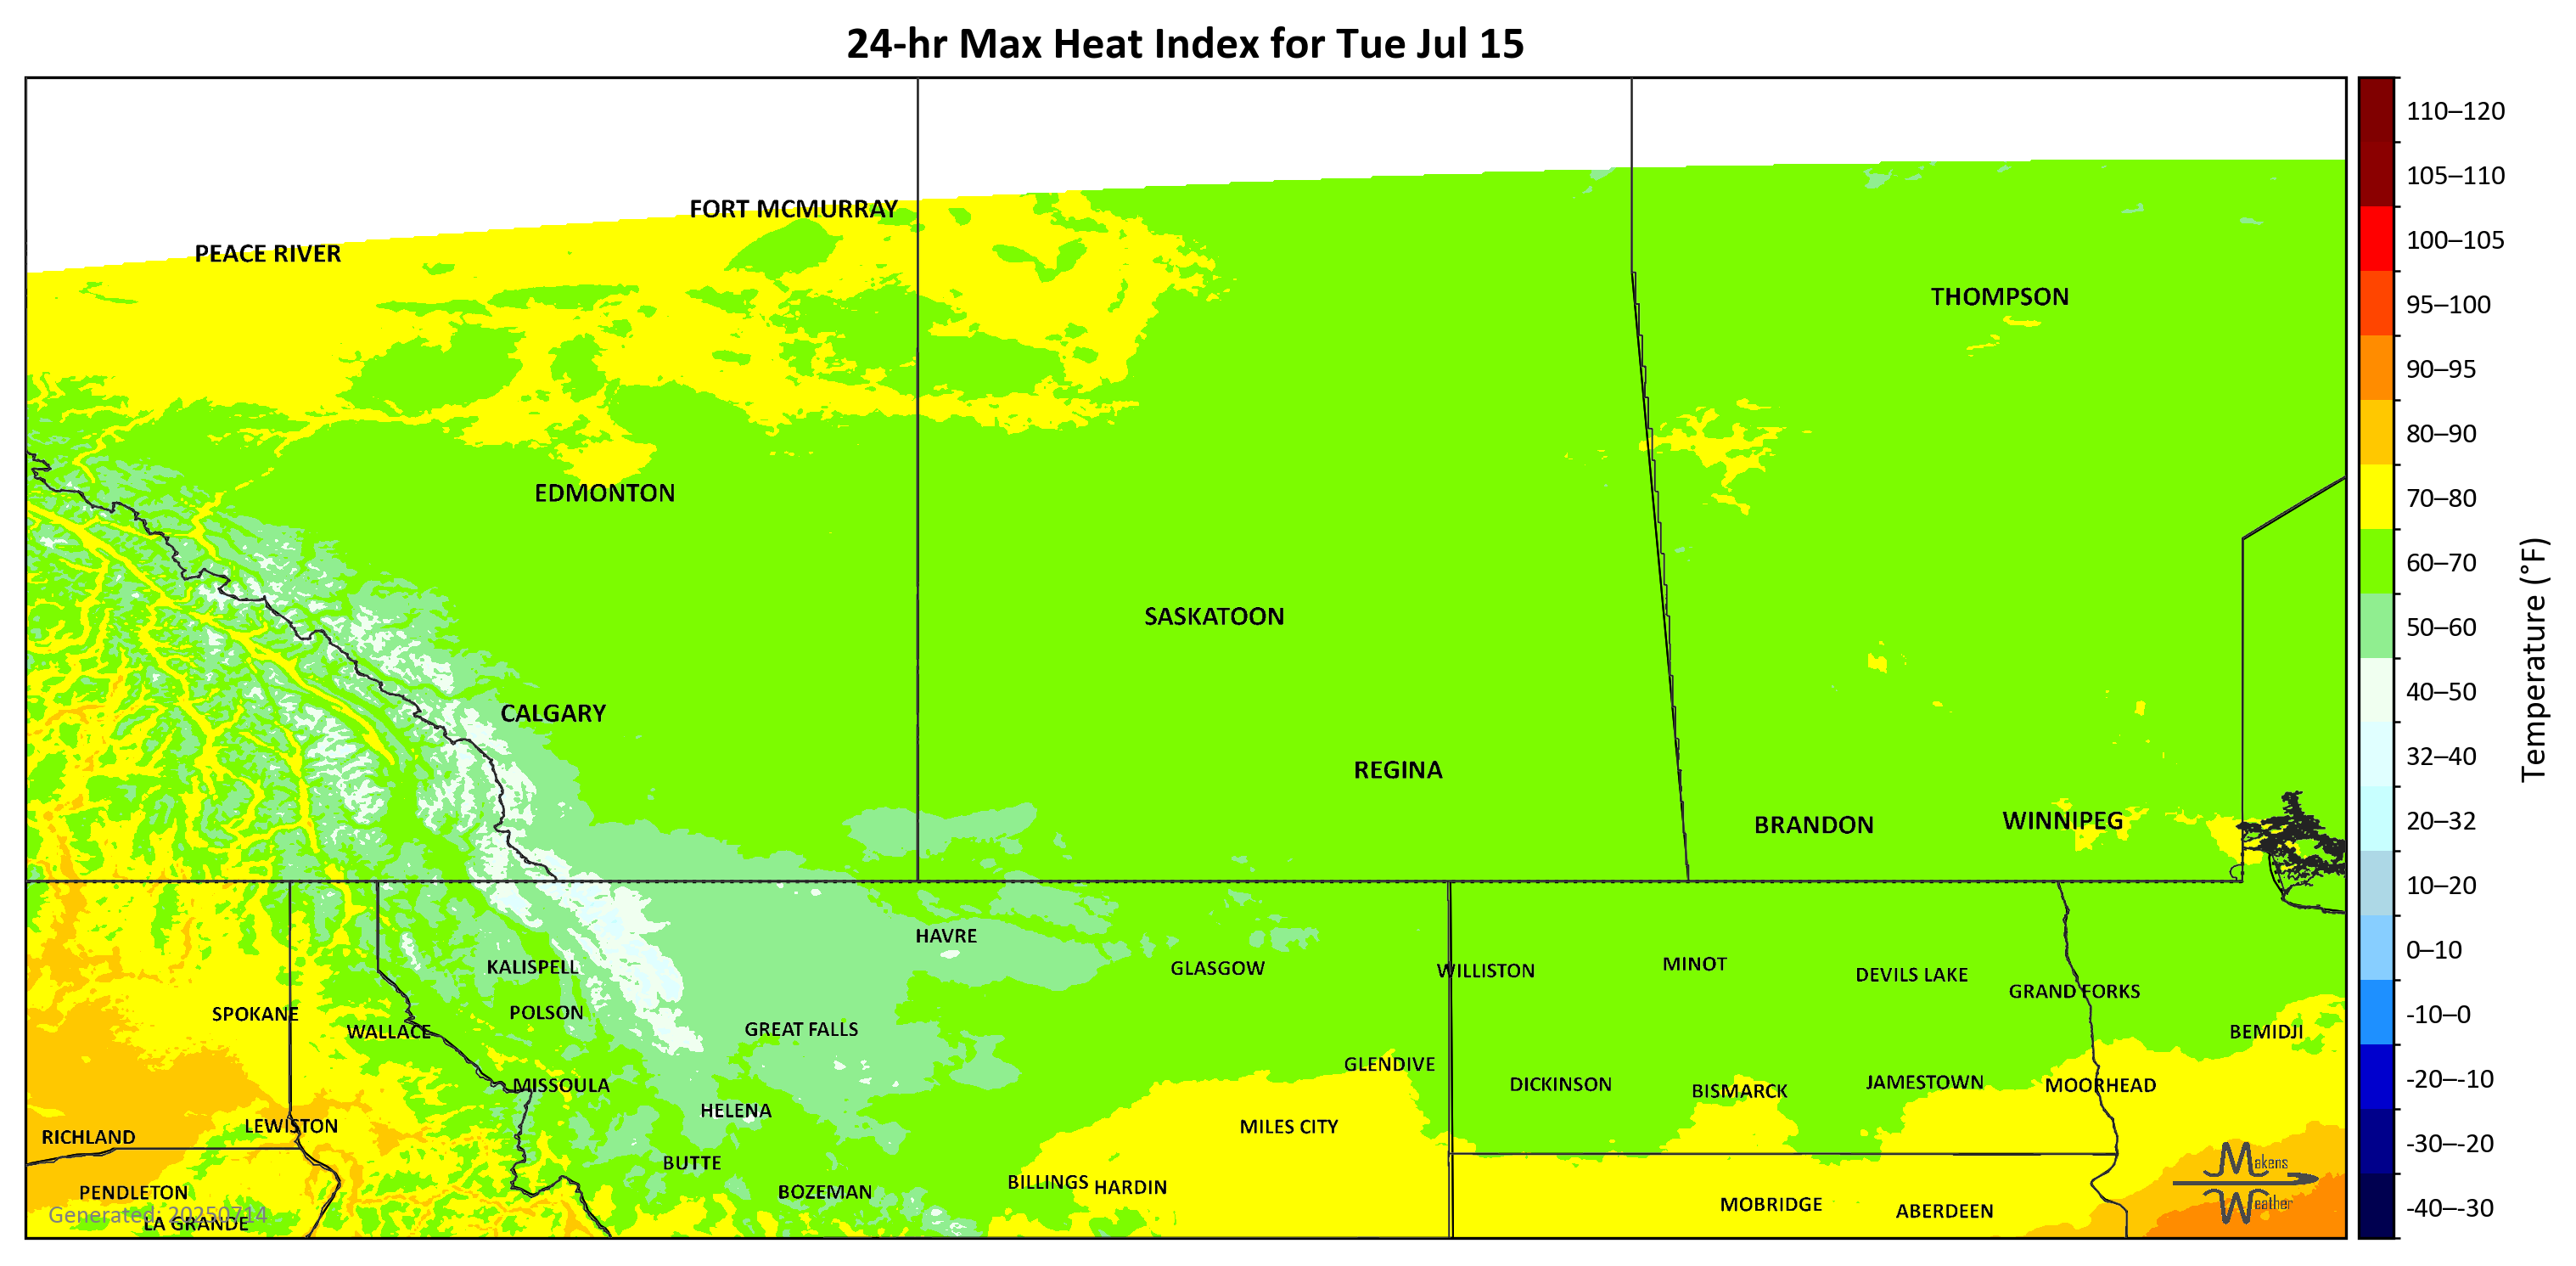 24-hr Max Heat Index for Tue Jul 15
FORT MCMURRAY
PEACE RIVER
THOMPSON
EDMONTON
SASKATOON
CALGARY
REGINA
BRANDON
WINNIPEG
HAVRE
KALISPELL
GLASGOW
WILLISTON
MINOT
DEVILS LAKE
GRAND FORKS
SPOKANE
POLSON
WALLACE
GREAT FALLS
BEMIDJI
GLENDIVE
MISSOULA
DICKINSON
BISMARCK
JAMESTOWN
MOORHEAD
HELENA
LEWISTON
MILES CITY
RICHLAND
BUTTE
BILLINGS
HARDIN
BOZEMAN
PENDLETON
MOBRIDGE
ABERDEEN
Generated: 20250714
LA GRANDE
Makens
Weather
110–120
105–110
100–105
95–100
90–95
80–90
70–80
60–70
50–60
40–50
32–40
20–32
10–20
0–10
-10–0
-20–-10
-30–-20
-40–-30
Temperature (°F)